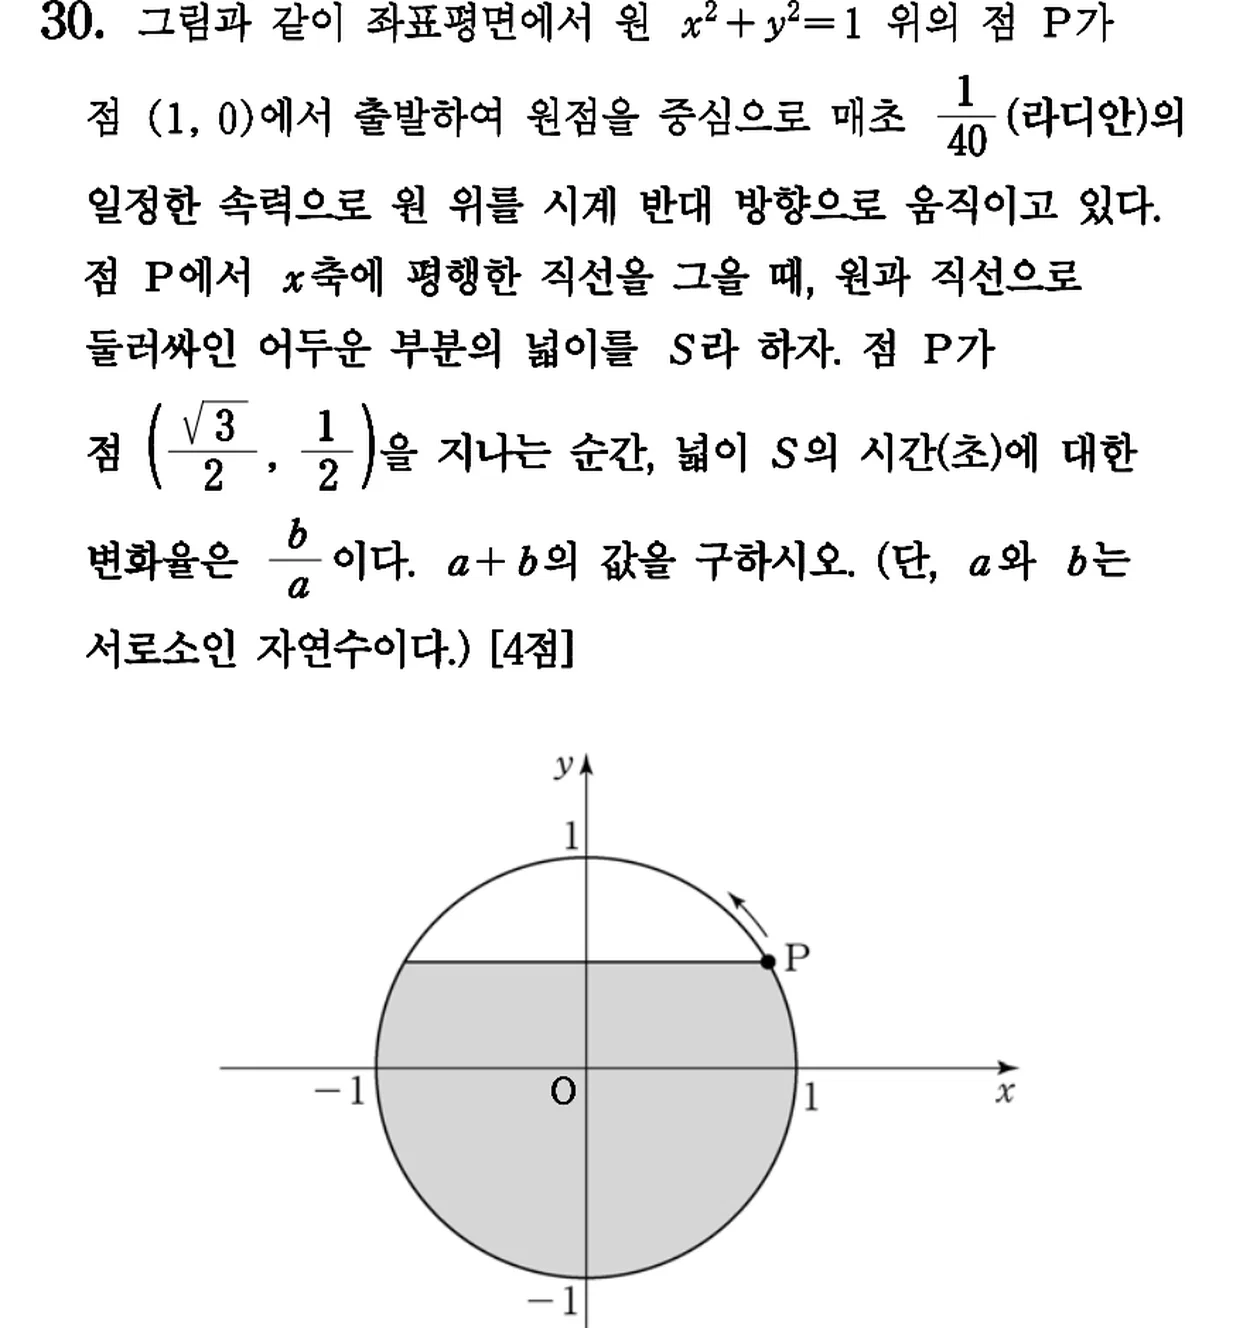 30. 그림과 같이 좌표평면에서 원 x²+y²=1 위의 점 P가
점 (1, 0)에서 출발하여 원점을 중심으로 매초 1/40(라디안)의
일정한 속력으로 원 위를 시계 반대 방향으로 움직이고 있다.
점 P에서 x축에 평행한 직선을 그을 때, 원과 직선으로
둘러싸인 어두운 부분의 넓이를 S라 하자. 점 P가
점 (√3/2, 1/2)을 지나는 순간, 넓이 S의 시간(초)에 대한
변화율은 b/a이다. a+b의 값을 구하시오. (단, a와 b는
서로소인 자연수이다.) [4점]
y
1
P
-1
O
1
x
-1